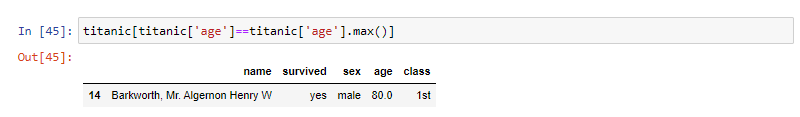 In [45]: titanic[titanic['age']==titanic['age'].max()]
Out[45]:
name survived sex age class
14 Barkworth, Mr. Algernon Henry W yes male 80.0 1st